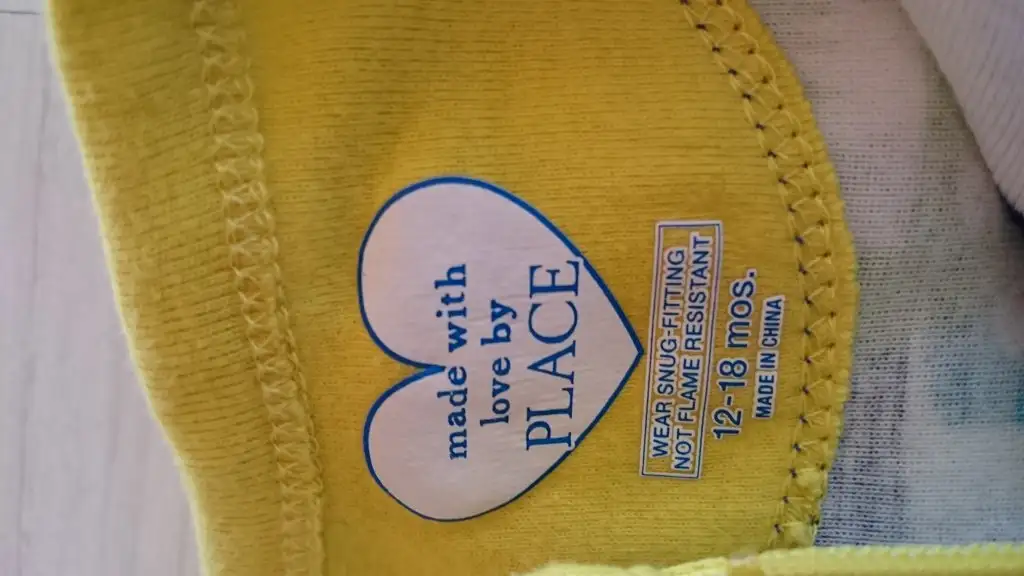 made with
love by
PLACE
WEAR SNUG-FITTING
NOT FLAME RESISTANT
12-18 mos.
MADE IN CHINA